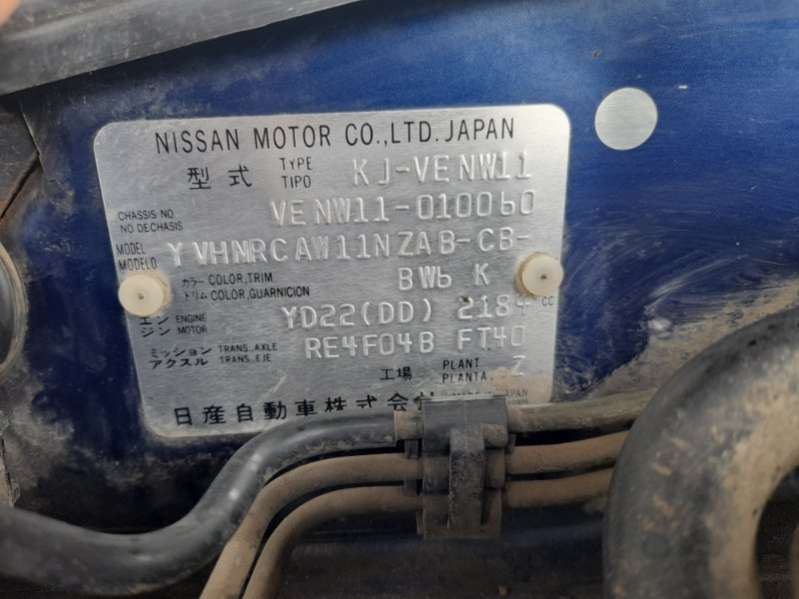 NISSAN MOTOR CO.,LTD. JAPAN
型式 TYPE TIPO KJ-VENW11
CHASSIS NO NO DECHASIS VENW11-010060
MODEL MODELO YVHNRCAW11NZAB-CB-
カラー COLOR,TRIM トリム COLOR,GUARNICION BW6 K
エンジン ENGINE MOTOR YD22(DD) 2184 CC
ミッション アクスル TRANS.,AXLE TRANS.,EJE RE4F04B FT40
工場 PLANT PLANTA Z
日産自動車株式会
JAPAN